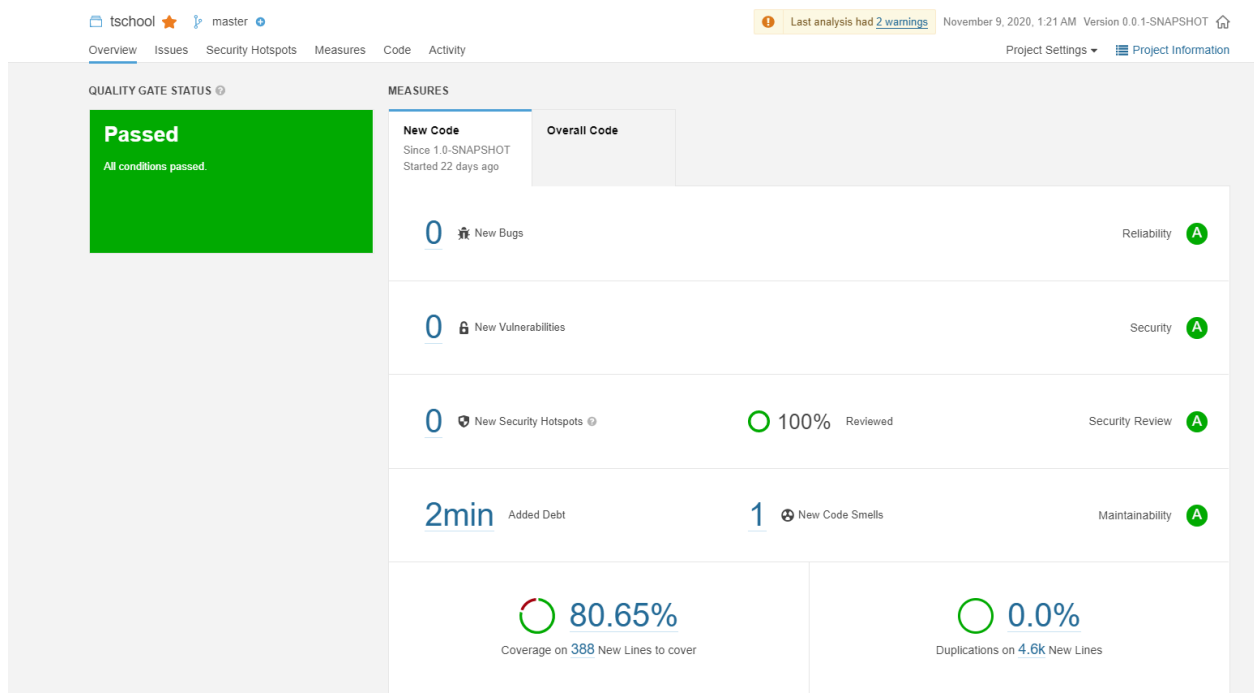 tschool master
Last analysis had 2 warnings November 9, 2020, 1:21 AM Version 0.0.1-SNAPSHOT
Overview Issues Security Hotspots Measures Code Activity
Project Settings Project Information
QUALITY GATE STATUS
Passed
All conditions passed.
MEASURES
New Code
Since 1.0-SNAPSHOT
Started 22 days ago
Overall Code
0 New Bugs Reliability A
0 New Vulnerabilities Security A
0 New Security Hotspots 100% Reviewed Security Review A
2min Added Debt 1 New Code Smells Maintainability A
80.65%
Coverage on 388 New Lines to cover
0.0%
Duplications on 4.6k New Lines